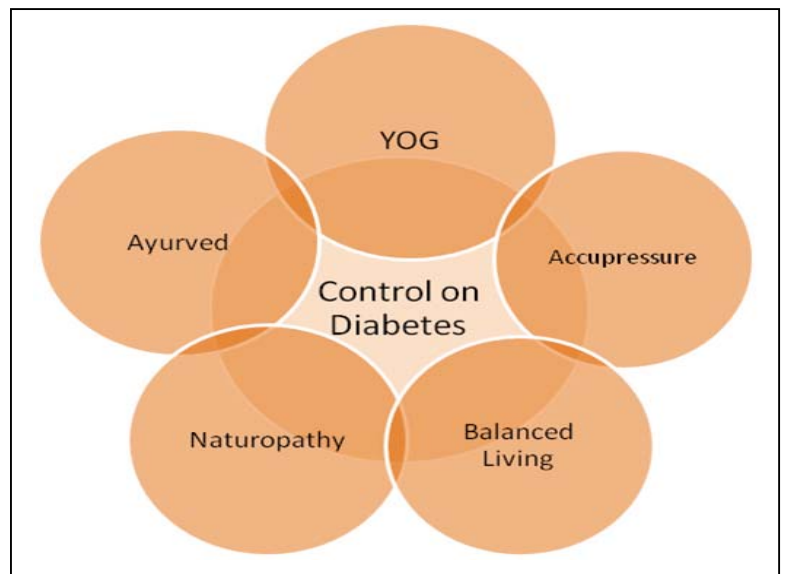 YOG
Ayurved
Accupressure
Control on
Diabetes
Naturopathy
Balanced
Living